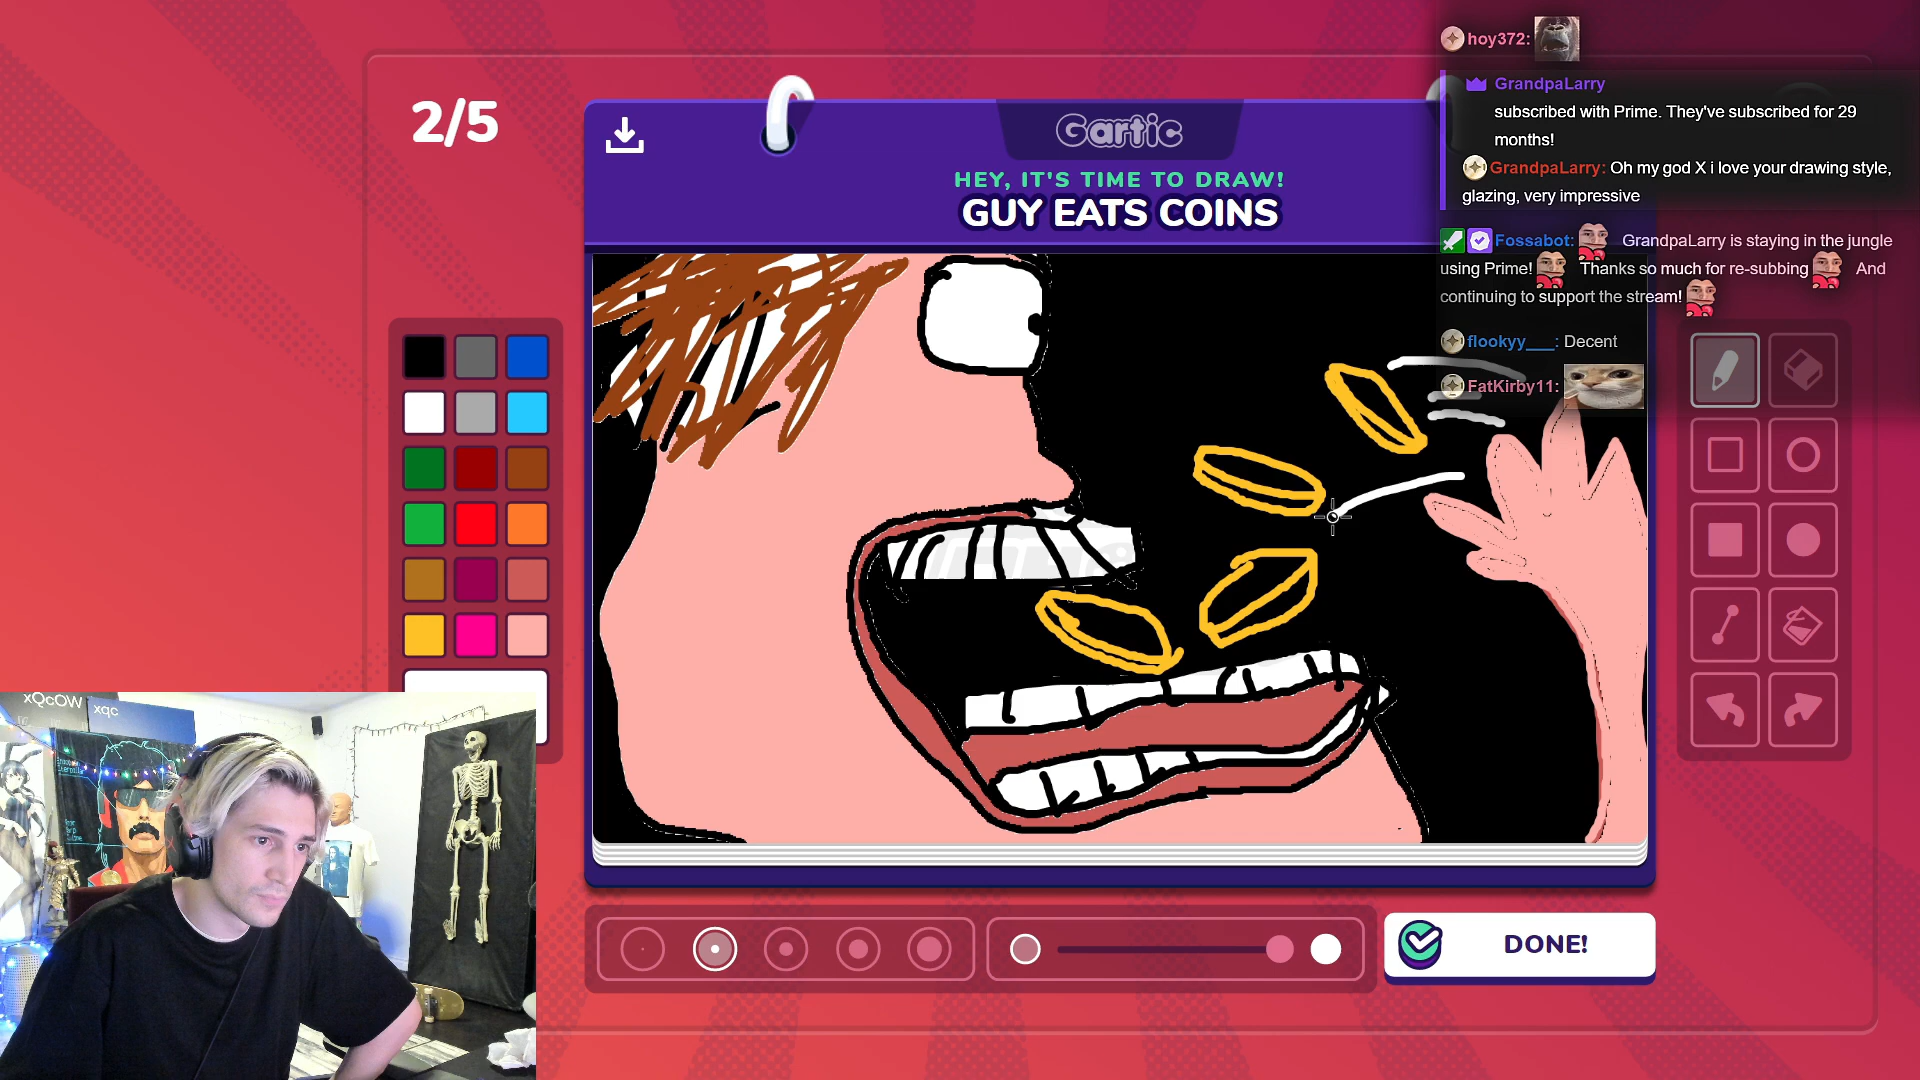 hoy372:
GrandpaLarry
subscribed with Prime. They've subscribed for 29
months!
GrandpaLarry: Oh my god X i love your drawing style,
glazing, very impressive
Fossabot: GrandpaLarry is staying in the jungle
using Prime! Thanks so much for re-subbing And
continuing to support the stream!
flookyy___: Decent
FatKirby11:
2/5
Gartic
HEY, IT'S TIME TO DRAW!
GUY EATS COINS
xQcOW
xqc
DONE!